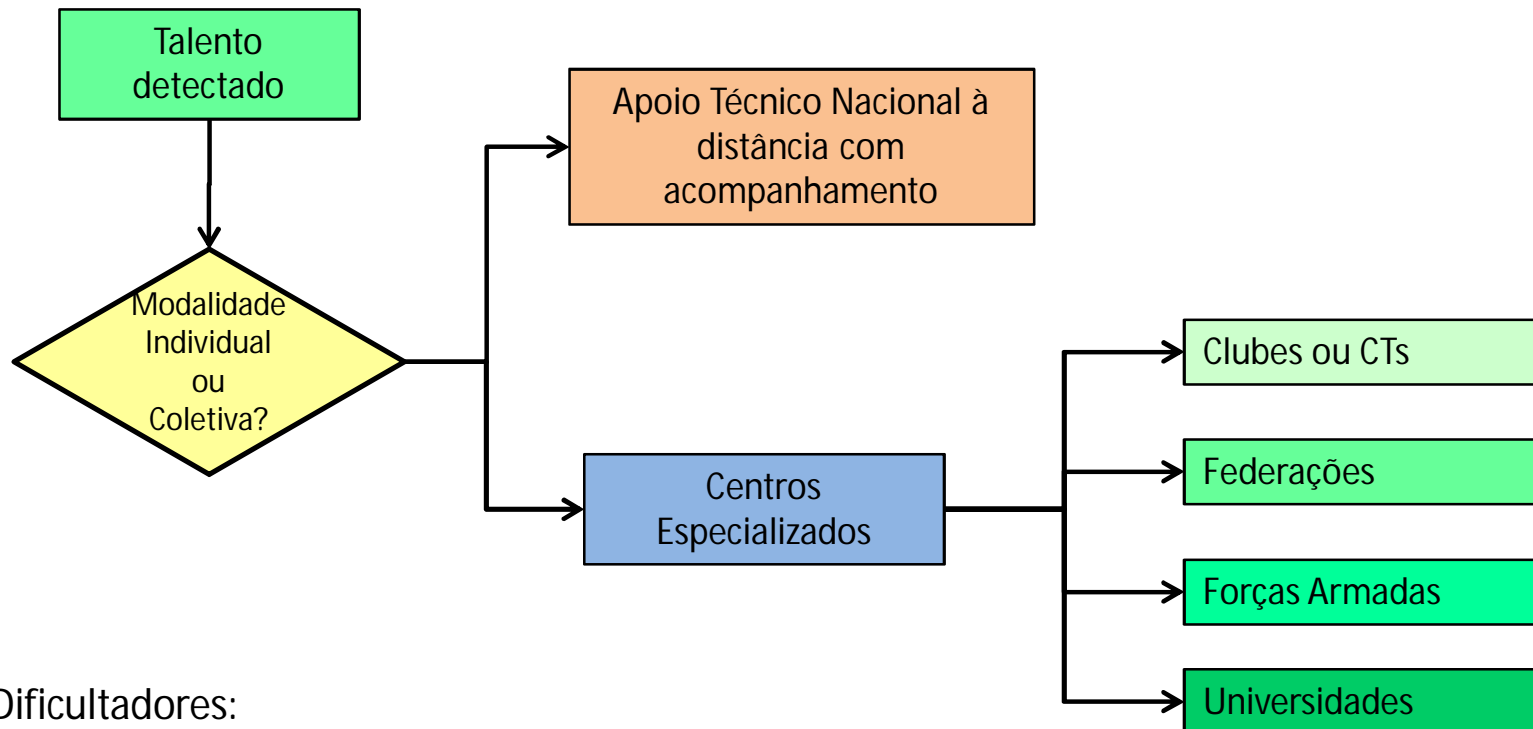 Talento
detectado
Apoio Técnico Nacional à
distância com
acompanhamento
Modalidade
Individual
ou
Coletiva?
Clubes ou CTs
Centros
Especializados
Federações
Forças Armadas
Universidades
Dificultadores: